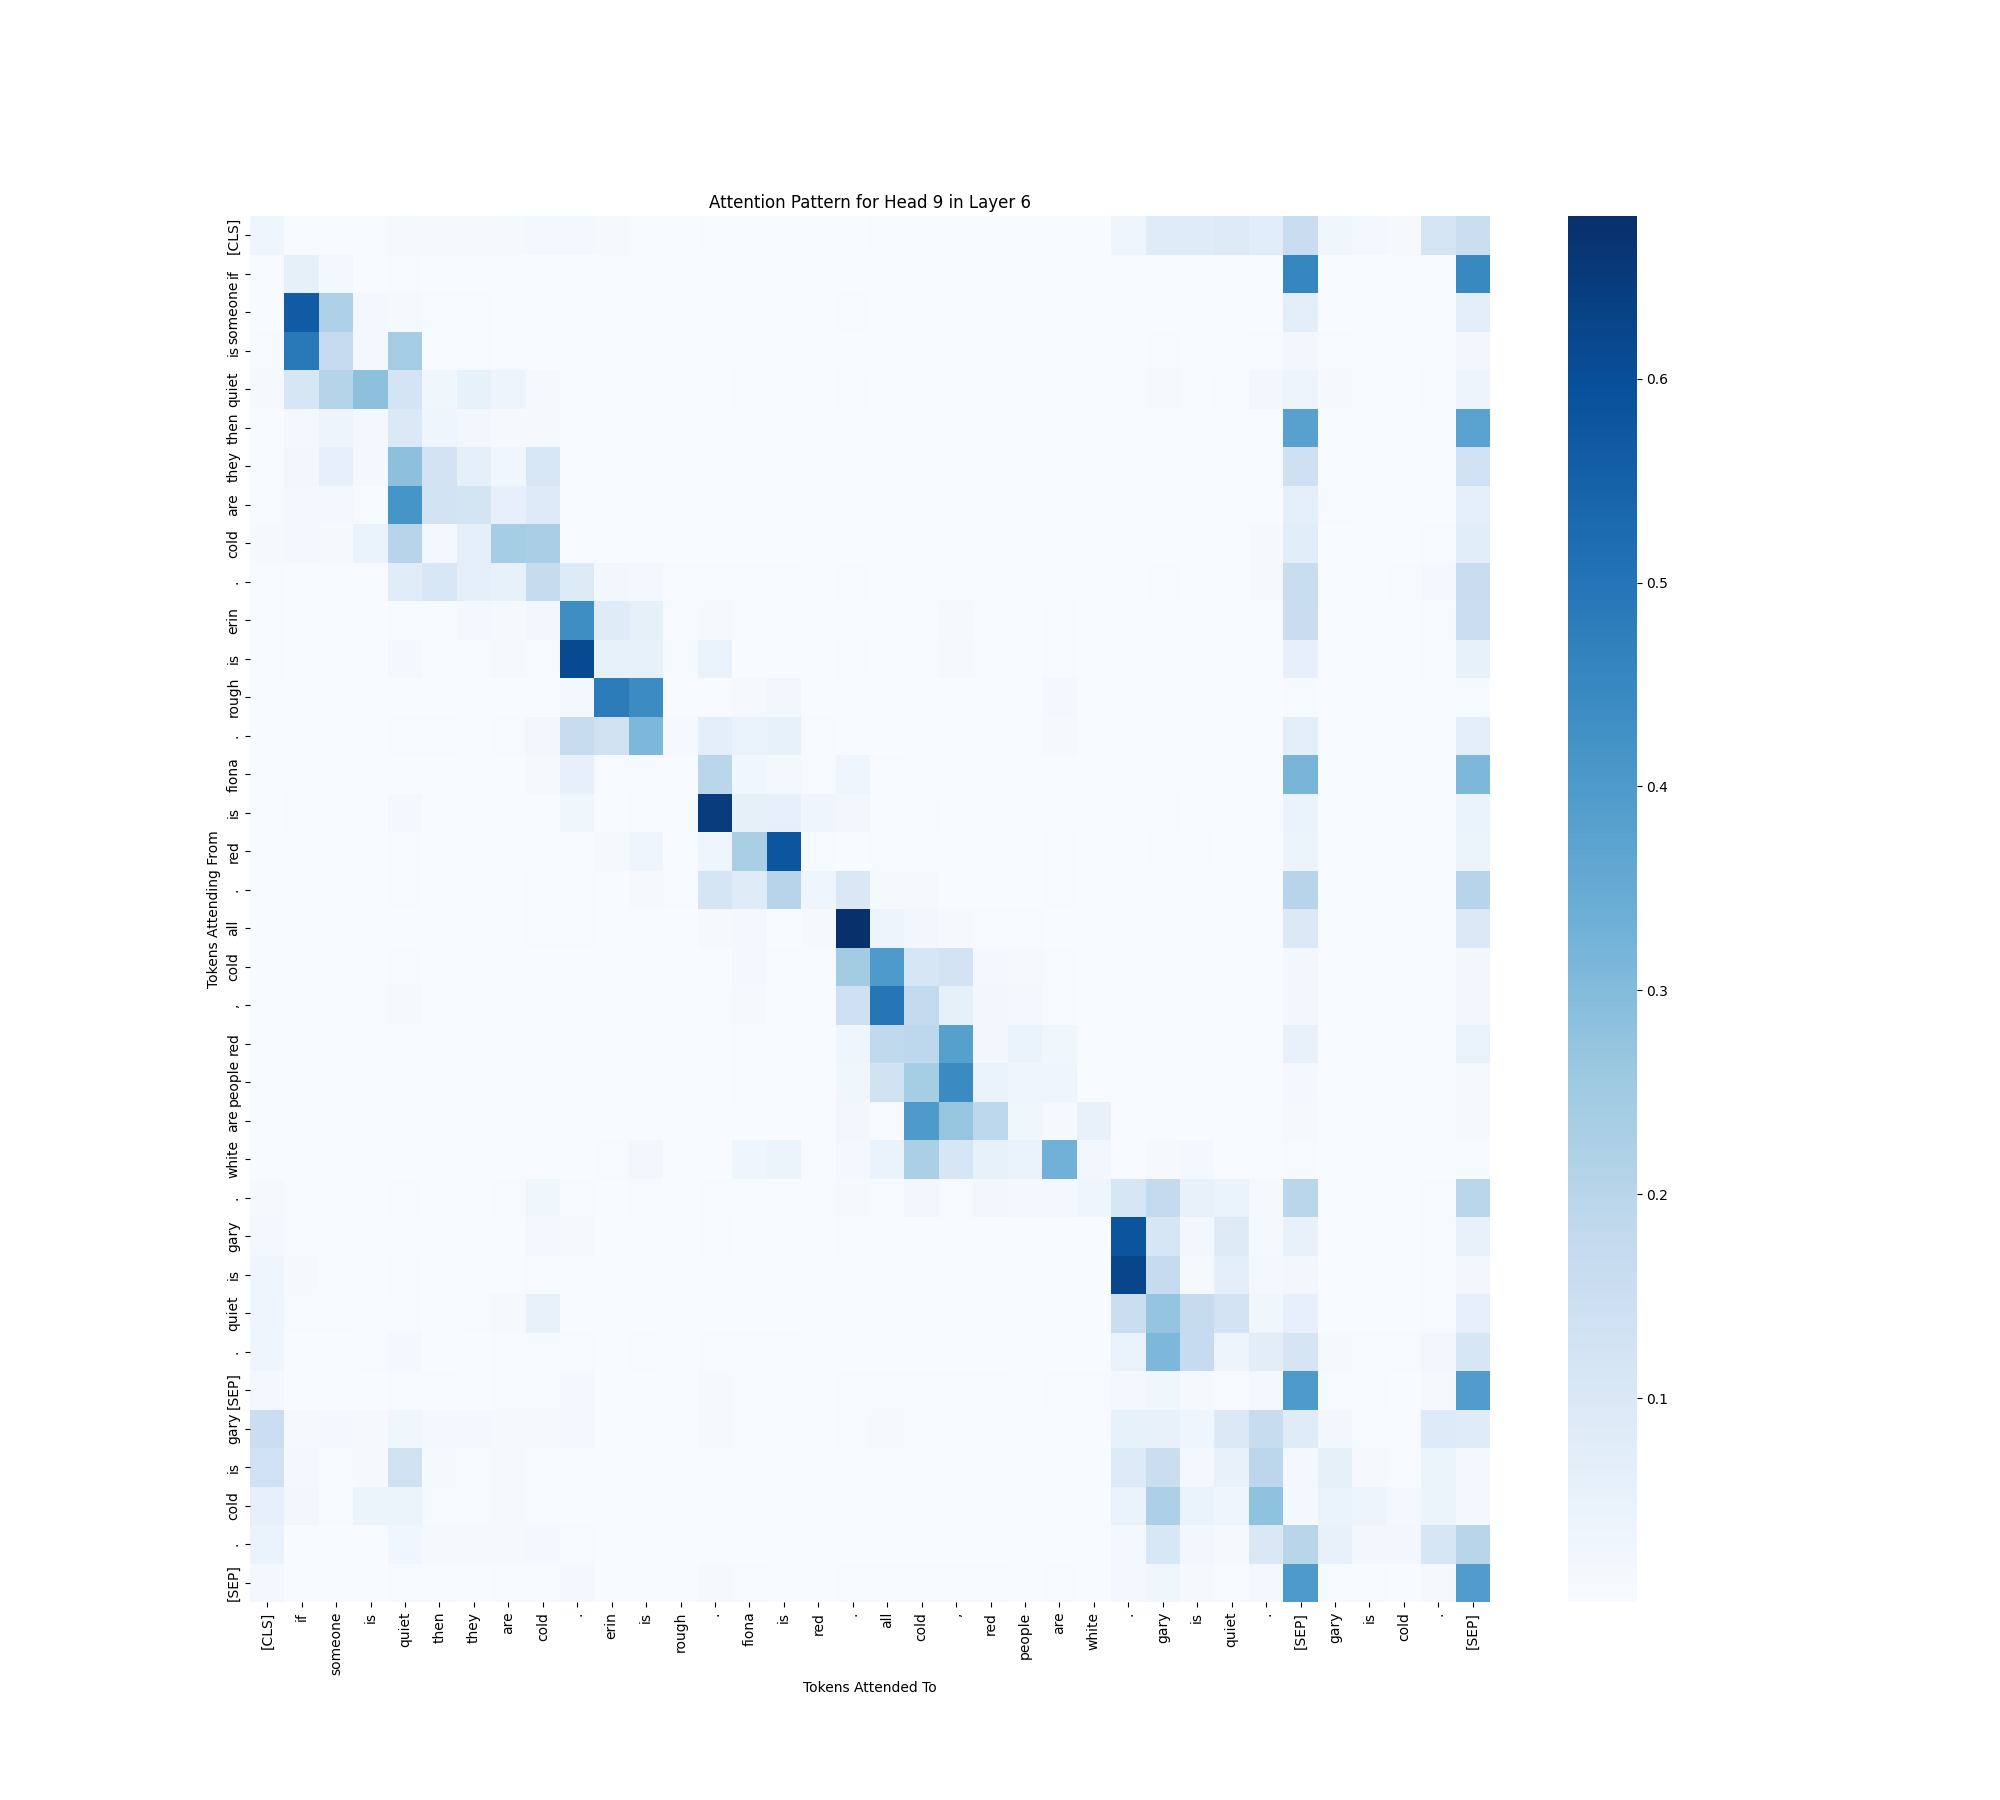 Attention Pattern for Head 9 in Layer 6
Tokens Attending From
[CLS]
if
someone
is
quiet
then
they
are
cold
.
erin
is
rough
.
fiona
is
red
.
all
cold
,
red
people
are
white
.
gary
is
quiet
.
[SEP]
gary
is
cold
.
[SEP]
[CLS] if someone is quiet then they are cold . erin is rough . fiona is red . all cold , red people are white . gary is quiet . [SEP] gary is cold . [SEP]
Tokens Attended To
0.6
0.5
0.4
0.3
0.2
0.1